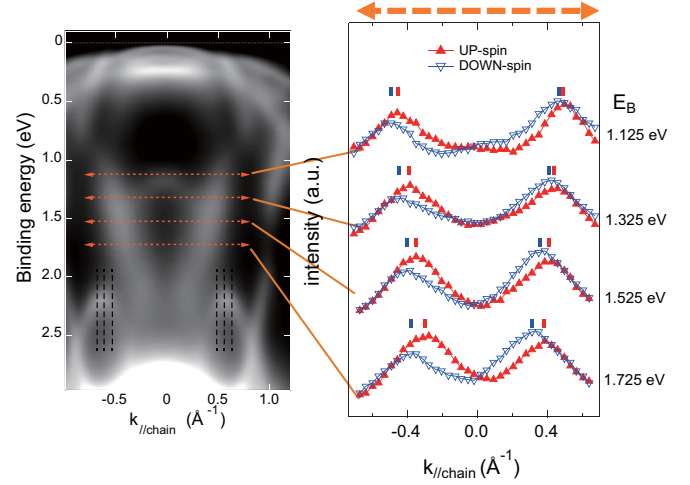 0
0.5
1.0
1.5
2.0
2.5
Binding energy (eV)
-0.5
0
0.5
1.0
k//chain (Å-1)
UP-spin
DOWN-spin
EB
1.125 eV
1.325 eV
1.525 eV
1.725 eV
intensity (a.u.)
-0.4
0.0
0.4
k//chain (Å-1)